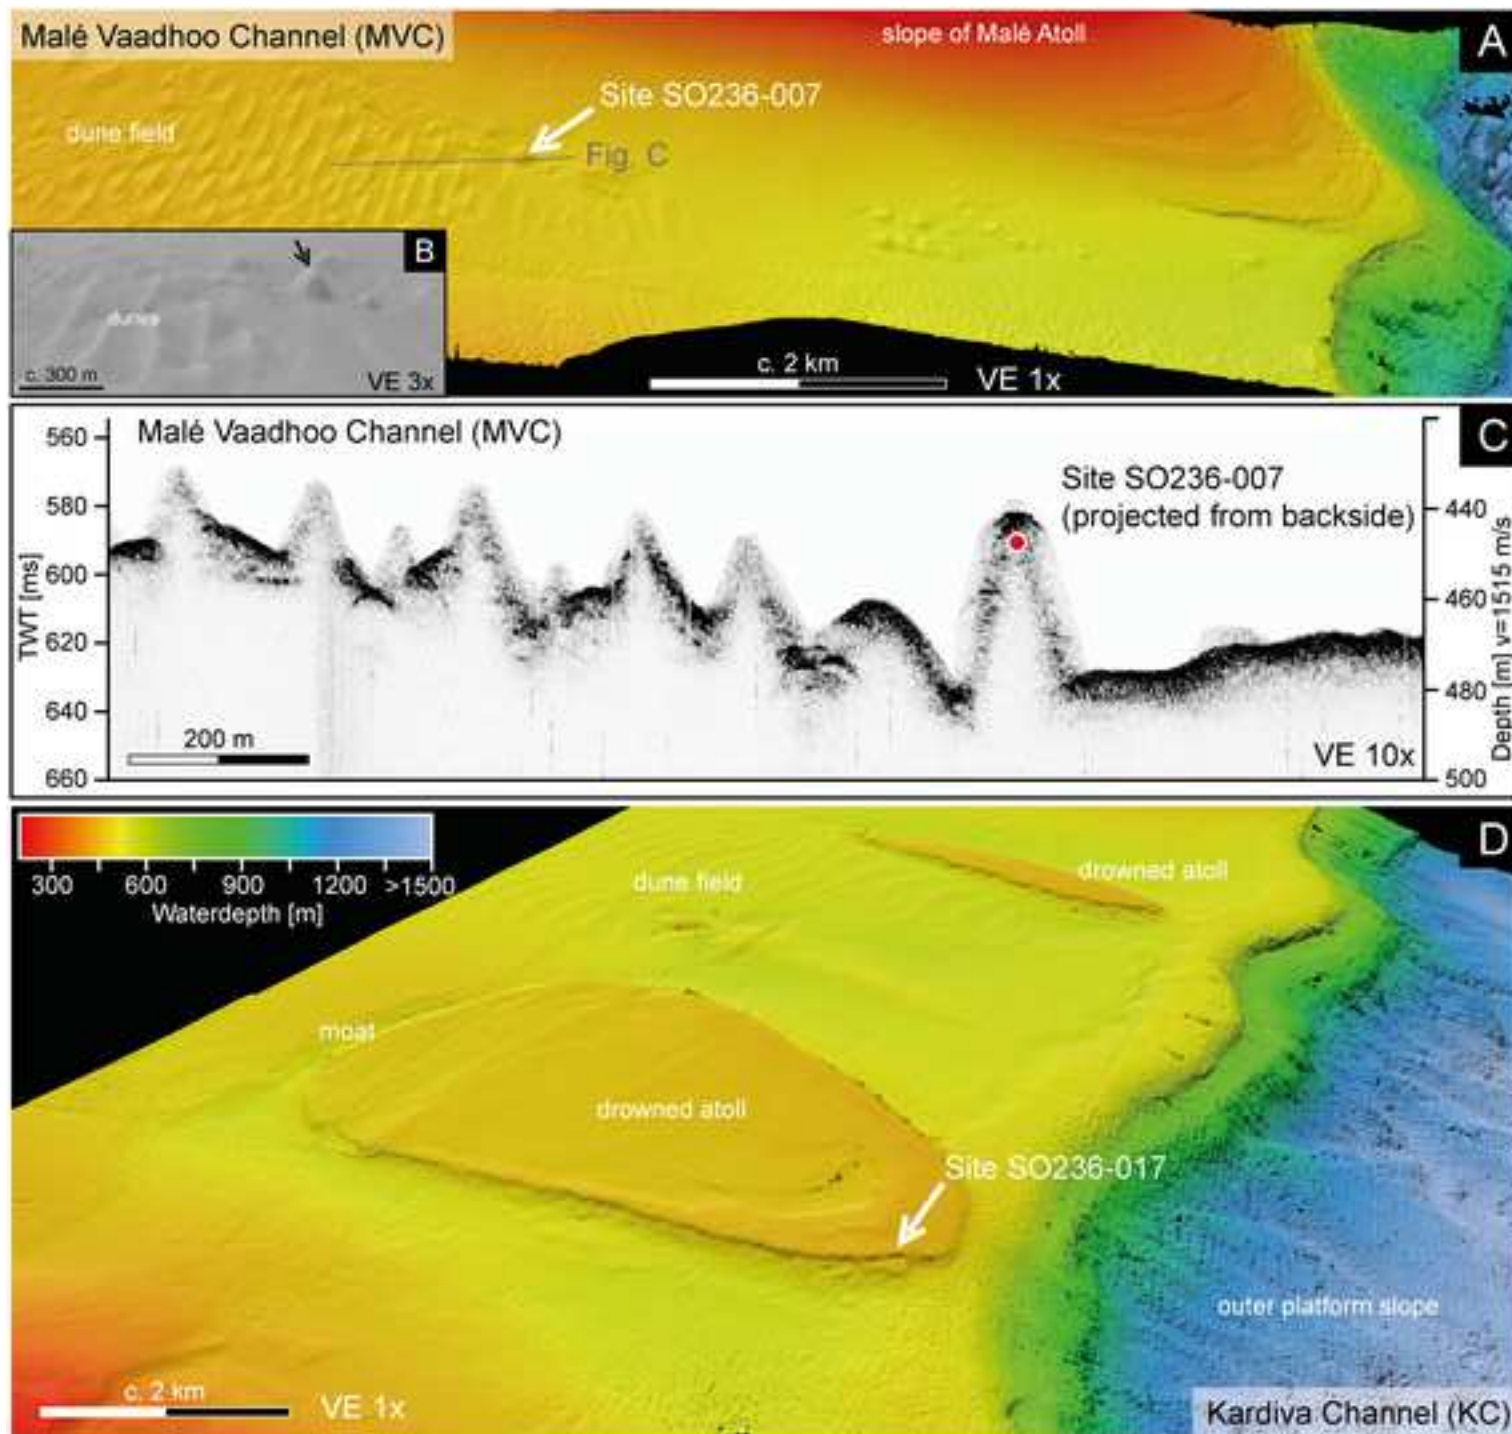 Malé Vaadhoo Channel (MVC)
slope of Malé Atoll
A
Site SO236-007
dune field
Fig. C
B
dunes
c. 300 m
VE 3x
c. 2 km
VE 1x
C
Malé Vaadhoo Channel (MVC)
Site SO236-007
(projected from backside)
560
580
600
620
640
660
TWT [ms]
440
460
480
500
Depth [m] v=1515 m/s
200 m
VE 10x
D
300 600 900 1200 >1500
Waterdepth [m]
dune field
drowned atoll
moat
drowned atoll
Site SO236-017
outer platform slope
c. 2 km
VE 1x
Kardiva Channel (KC)